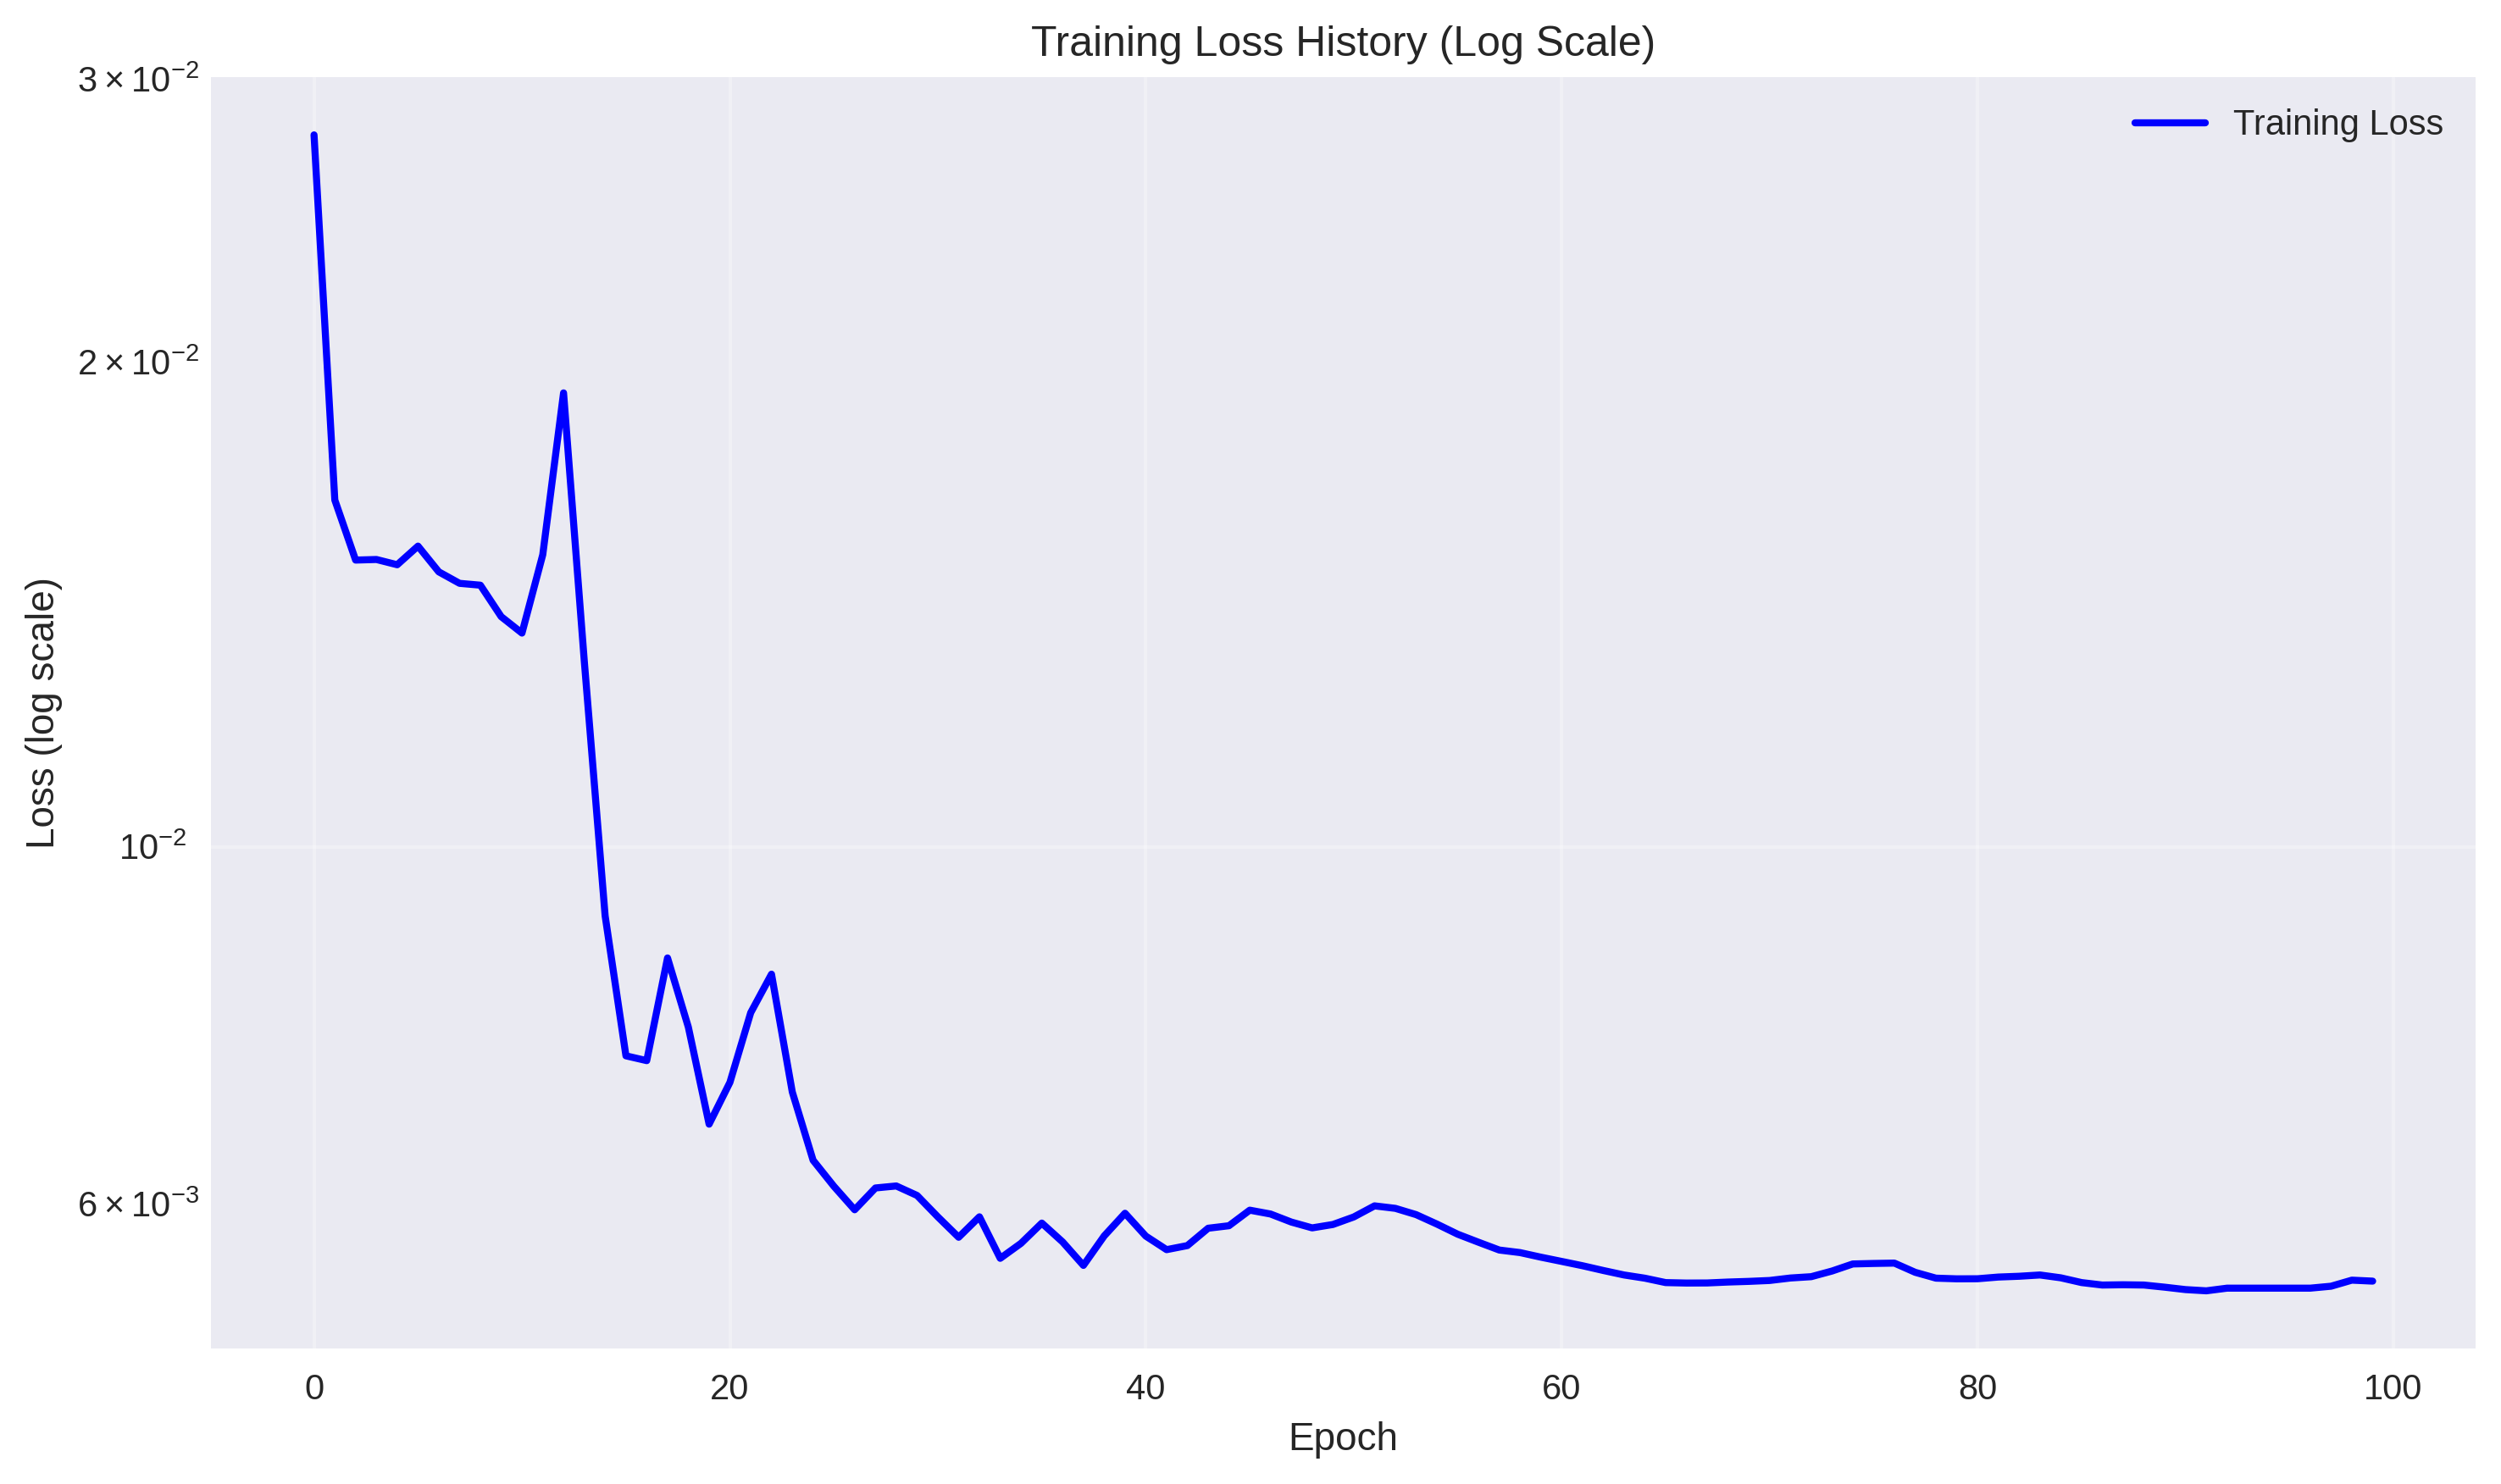 Training Loss History (Log Scale)
3×10⁻²
Training Loss
2×10⁻²
Loss (log scale)
10⁻²
6×10⁻³
0 20 40 60 80 100
Epoch